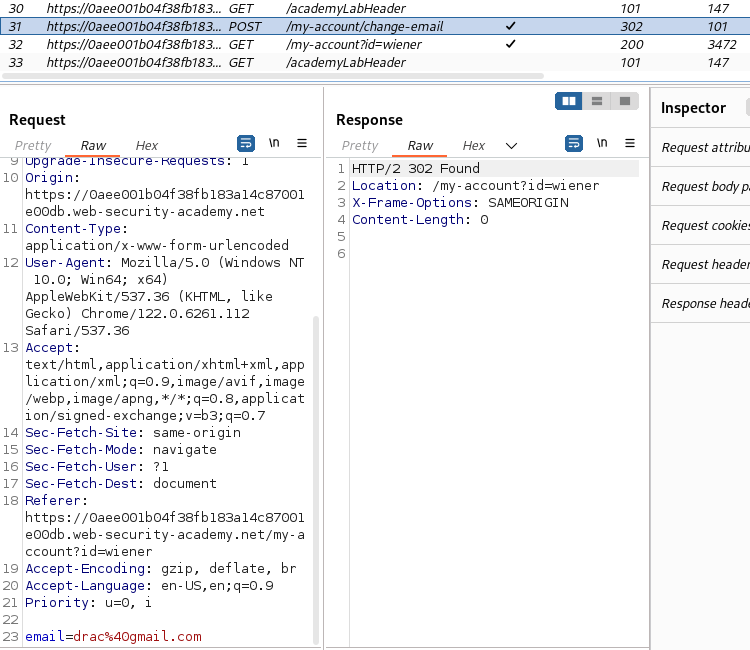 30 https://0aee001b04f38fb183... GET /academyLabHeader 101 147
31 https://0aee001b04f38fb183... POST /my-account/change-email ✓ 302 101
32 https://0aee001b04f38fb183... GET /my-account?id=wiener ✓ 200 3472
33 https://0aee001b04f38fb183... GET /academyLabHeader 101 147
Request
Pretty Raw Hex \n
9 Upgrade-Insecure-Requests: 1
10 Origin:
https://0aee001b04f38fb183a14c87001
e00db.web-security-academy.net
11 Content-Type:
application/x-www-form-urlencoded
12 User-Agent: Mozilla/5.0 (Windows NT
10.0; Win64; x64)
AppleWebKit/537.36 (KHTML, like
Gecko) Chrome/122.0.6261.112
Safari/537.36
13 Accept:
text/html,application/xhtml+xml,app
lication/xml;q=0.9,image/avif,image
/webp,image/apng,*/*;q=0.8,applicat
ion/signed-exchange;v=b3;q=0.7
14 Sec-Fetch-Site: same-origin
15 Sec-Fetch-Mode: navigate
16 Sec-Fetch-User: ?1
17 Sec-Fetch-Dest: document
18 Referer:
https://0aee001b04f38fb183a14c87001
e00db.web-security-academy.net/my-a
ccount?id=wiener
19 Accept-Encoding: gzip, deflate, br
20 Accept-Language: en-US,en;q=0.9
21 Priority: u=0, i
22
23 email=drac%40gmail.com
Response
Pretty Raw Hex \n
1 HTTP/2 302 Found
2 Location: /my-account?id=wiener
3 X-Frame-Options: SAMEORIGIN
4 Content-Length: 0
5
6
Inspector
Request attribu
Request body pa
Request cookies
Request header
Response heade